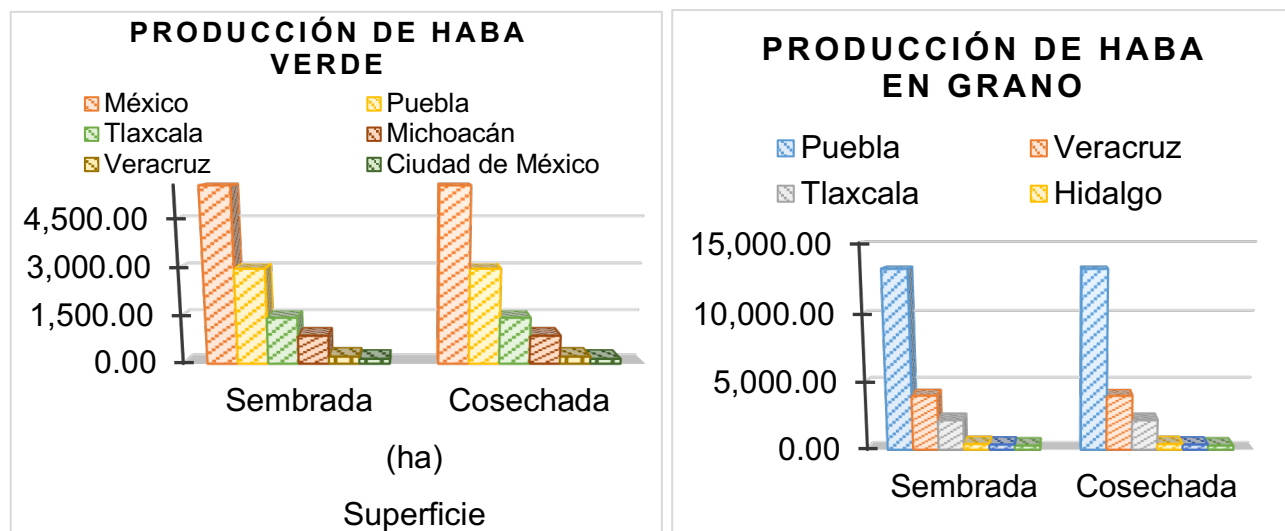 PRODUCCIÓN DE HABA
VERDE
México Puebla
Tlaxcala Michoacán
Veracruz Ciudad de México
4,500.00
3,000.00
1,500.00
0.00
Sembrada Cosechada
(ha)
Superficie
PRODUCCIÓN DE HABA
EN GRANO
Puebla Veracruz
Tlaxcala Hidalgo
15,000.00
10,000.00
5,000.00
0.00
Sembrada Cosechada